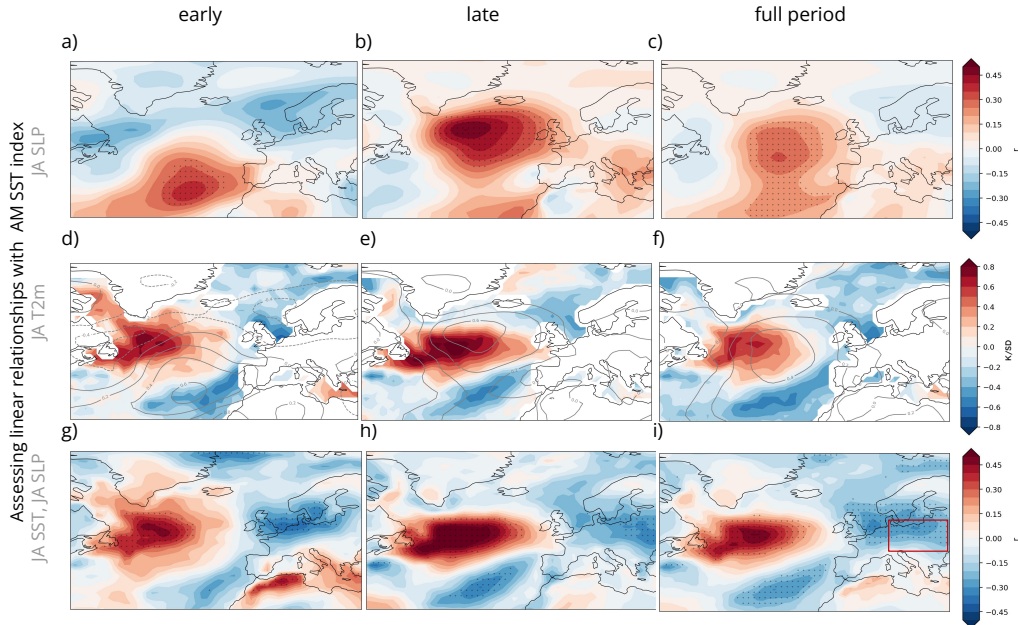 early late full period
a) b) c)
d) e) f)
g) h) i)
Assessing linear relationships with AM SST index
JA SLP
JA T2m
JA SST, JA SLP
0.45
0.30
0.15
0.00
−0.15
−0.30
−0.45
r
0.8
0.6
0.4
0.2
0.0
−0.2
−0.4
−0.6
−0.8
K/SD
0.45
0.30
0.15
0.00
−0.15
−0.30
−0.45
r